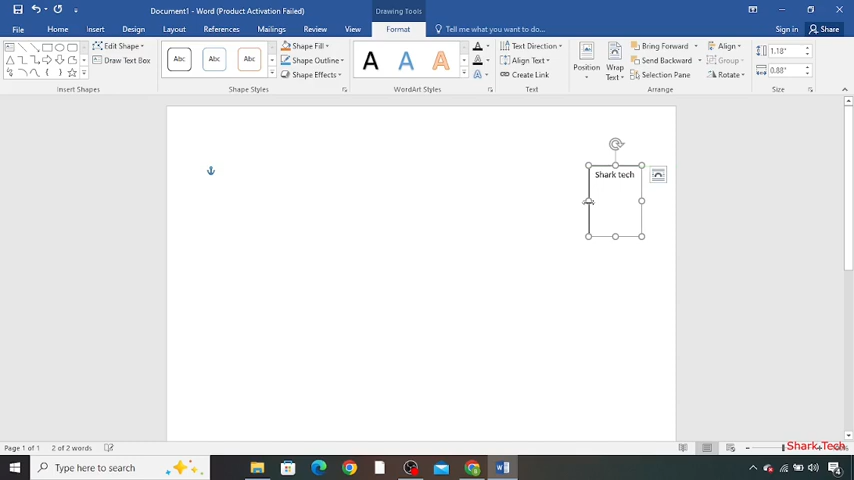 Document1 - Word (Product Activation Failed)
Drawing Tools
File Home Insert Design Layout References Mailings Review View Format Tell me what you want to do... Sign in Share
Edit Shape
Draw Text Box
Insert Shapes
Abc Abc Abc
Shape Fill
Shape Outline
Shape Effects
Shape Styles
A A A
A
A
A
WordArt Styles
Text Direction
Align Text
Create Link
Text
Position
Wrap
Text
Bring Forward
Send Backward
Selection Pane
Align
Group
Rotate
Arrange
1.18"
0.88"
Size
Shark tech
Page 1 of 1 2 of 2 words
Shark.Tech
Type here to search
4